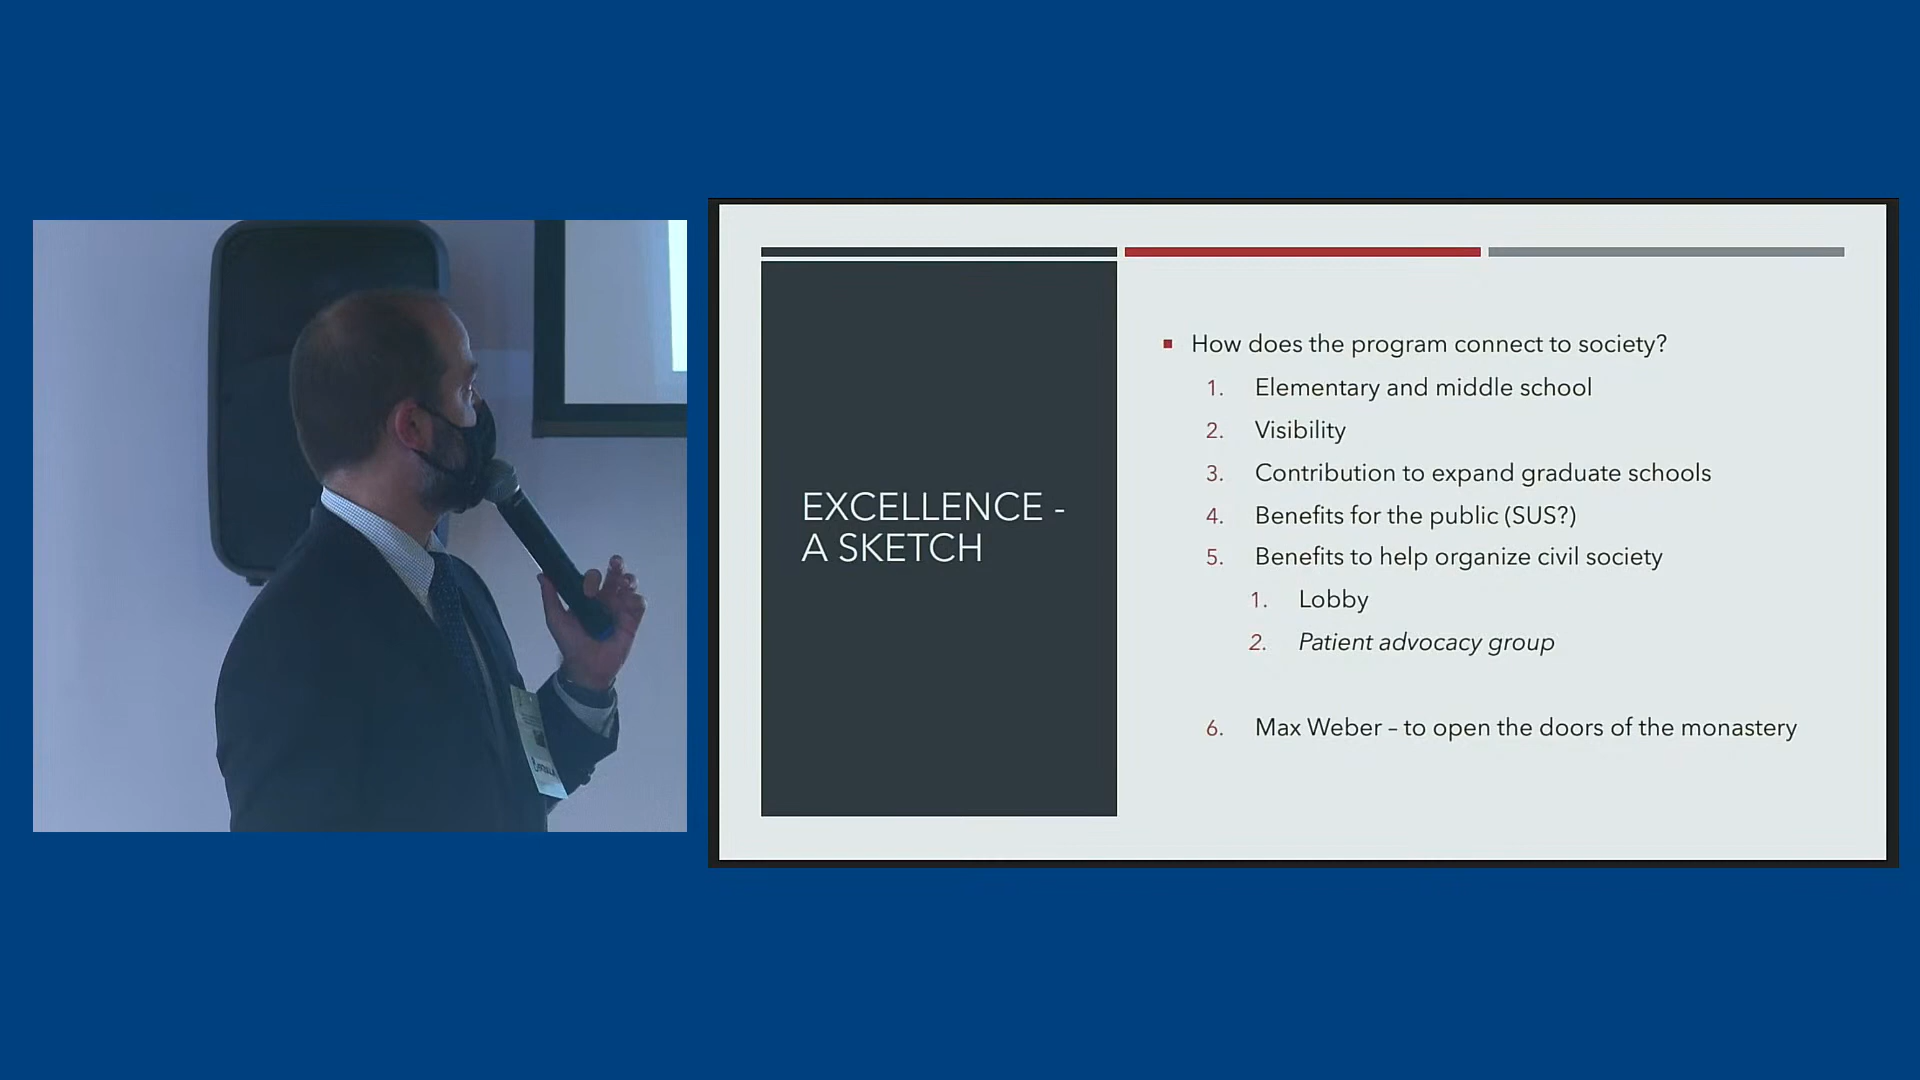 EXCELLENCE -
A SKETCH
How does the program connect to society?
1. Elementary and middle school
2. Visibility
3. Contribution to expand graduate schools
4. Benefits for the public (SUS?)
5. Benefits to help organize civil society
1. Lobby
2. Patient advocacy group
6. Max Weber – to open the doors of the monastery